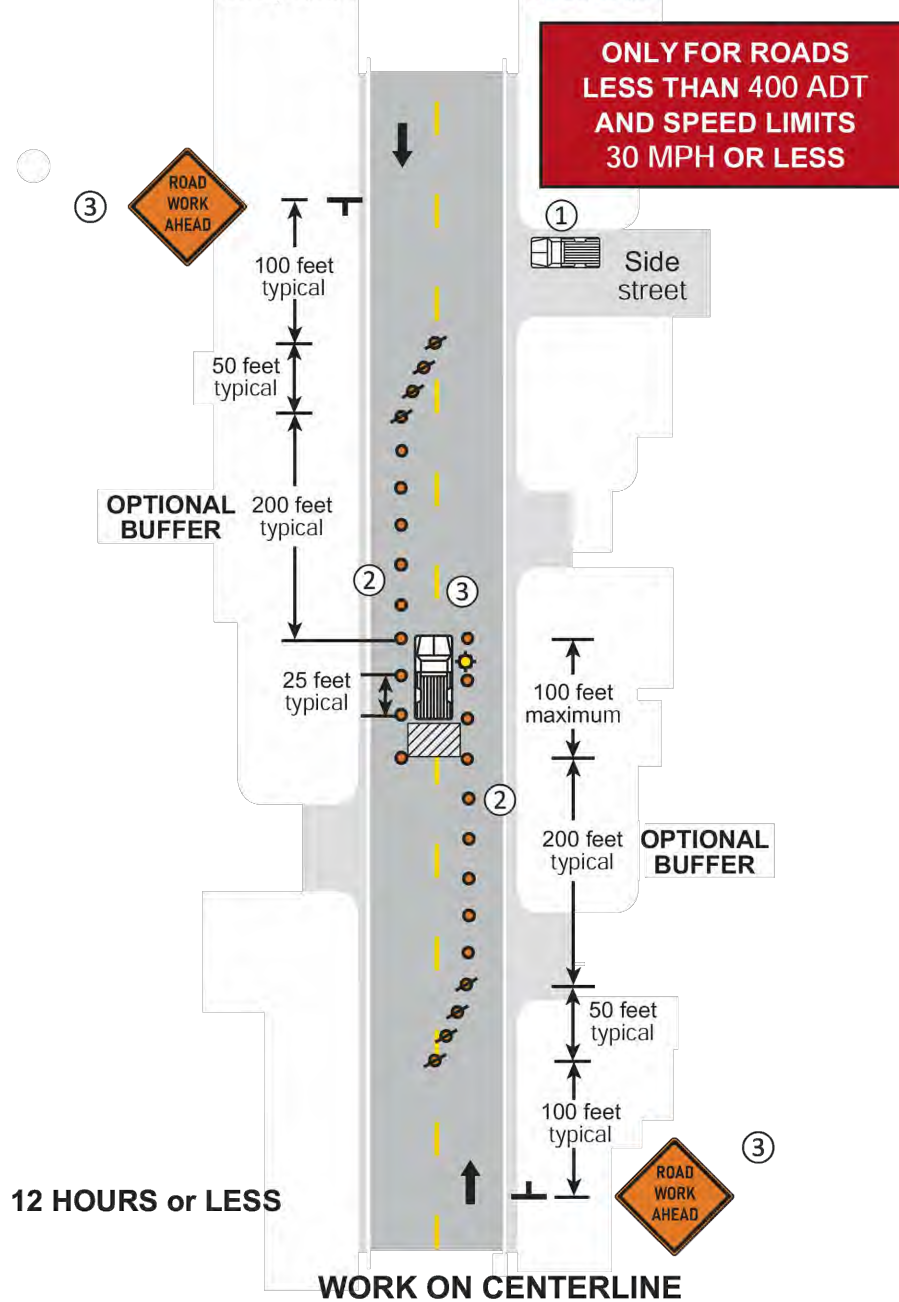 ONLY FOR ROADS
LESS THAN 400 ADT
AND SPEED LIMITS
30 MPH OR LESS
③
ROAD
WORK
AHEAD
①
Side
street
100 feet
typical
50 feet
typical
OPTIONAL
BUFFER
200 feet
typical
②
③
25 feet
typical
100 feet
maximum
②
200 feet
typical
OPTIONAL
BUFFER
50 feet
typical
100 feet
typical
③
ROAD
WORK
AHEAD
12 HOURS or LESS
WORK ON CENTERLINE